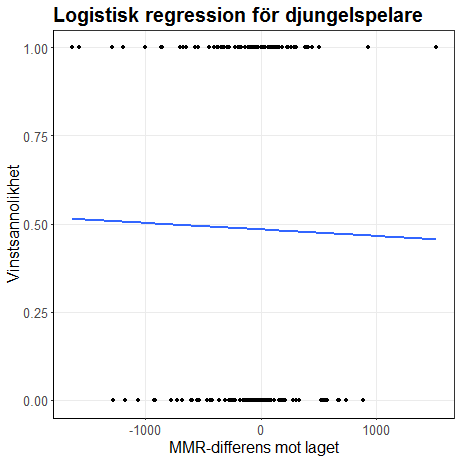 Logistisk regression för djungelspelare
Vinstsannolikhet
1.00
0.75
0.50
0.25
0.00
-1000
0
1000
MMR-differens mot laget